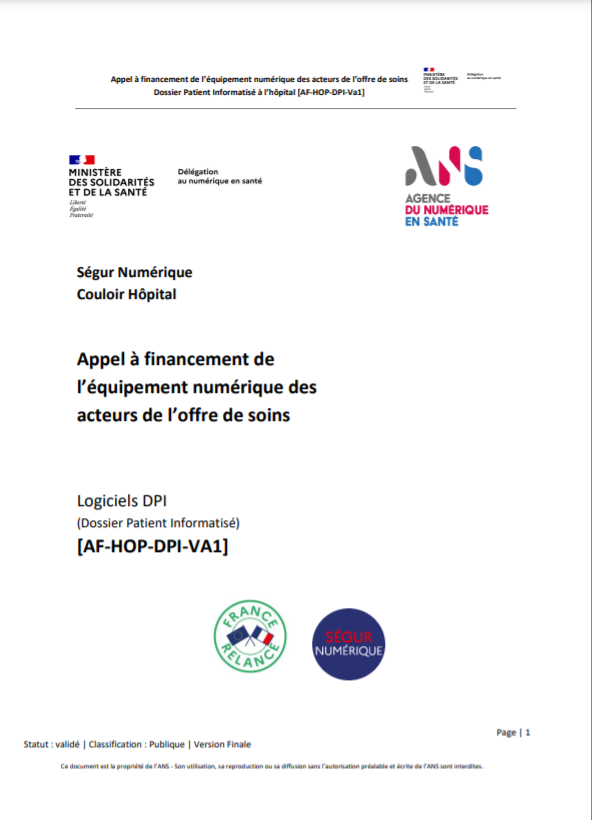 Appel à financement de l'équipement numérique des acteurs de l'offre de soins
Dossier Patient Informatisé à l'hôpital [AF-HOP-DPI-Va1]
MINISTÈRE
DES SOLIDARITÉS
ET DE LA SANTÉ
Liberté
Égalité
Fraternité
Délégation
au numérique en santé
MINISTÈRE
DES SOLIDARITÉS
ET DE LA SANTÉ
Liberté
Égalité
Fraternité
Délégation
au numérique en santé
ANS
AGENCE
DU NUMÉRIQUE
EN SANTÉ
Ségur Numérique
Couloir Hôpital
Appel à financement de
l'équipement numérique des
acteurs de l'offre de soins
Logiciels DPI
(Dossier Patient Informatisé)
[AF-HOP-DPI-VA1]
FRANCE
RELANCE
SÉGUR
NUMÉRIQUE
Page | 1
Statut : validé | Classification : Publique | Version Finale
Ce document est la propriété de l'ANS - Son utilisation, sa reproduction ou sa diffusion sans l'autorisation préalable et écrite de l'ANS sont interdites.